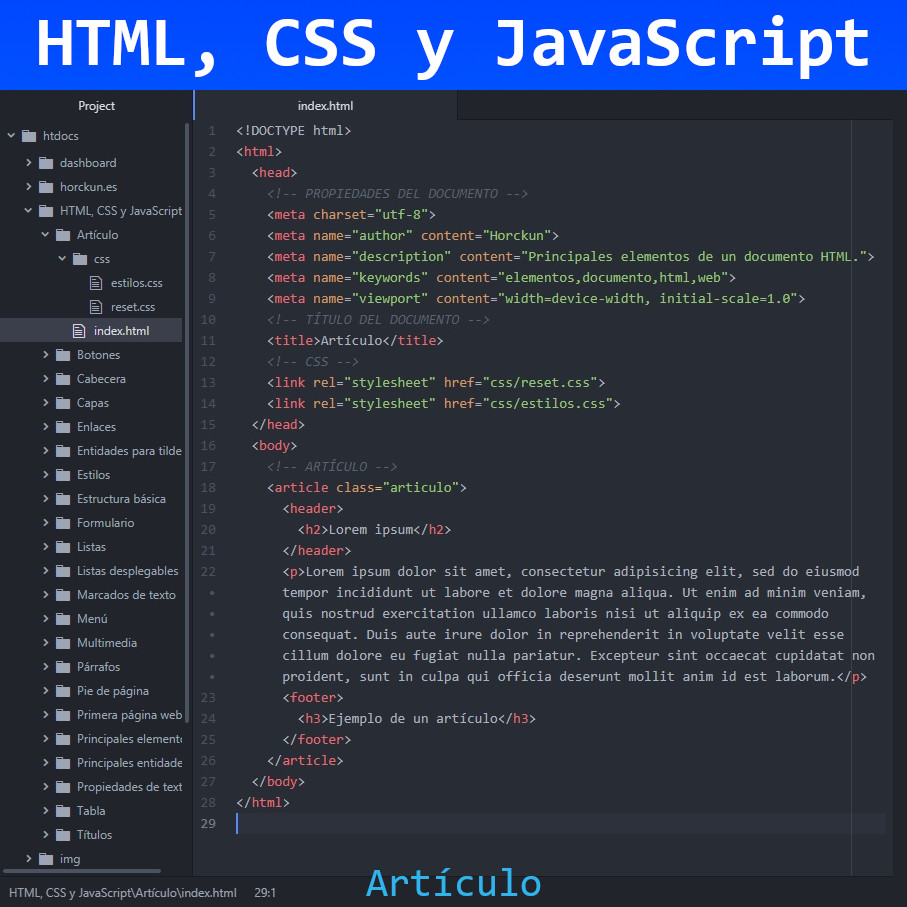 HTML, CSS y JavaScript
Project
htdocs
dashboard
horckun.es
HTML, CSS y JavaScript
Artículo
css
estilos.css
reset.css
index.html
Botones
Cabecera
Capas
Enlaces
Entidades para tilde
Estilos
Estructura básica
Formulario
Listas
Listas desplegables
Marcados de texto
Menú
Multimedia
Párrafos
Pie de página
Primera página web
Principales elemento
Principales entidade
Propiedades de text
Tabla
Títulos
img
index.html
1 <!DOCTYPE html>
2 <html>
3 <head>
4 <!-- PROPIEDADES DEL DOCUMENTO -->
5 <meta charset="utf-8">
6 <meta name="author" content="Horckun">
7 <meta name="description" content="Principales elementos de un documento HTML.">
8 <meta name="keywords" content="elementos,documento,html,web">
9 <meta name="viewport" content="width=device-width, initial-scale=1.0">
10 <!-- TÍTULO DEL DOCUMENTO -->
11 <title>Artículo</title>
12 <!-- CSS -->
13 <link rel="stylesheet" href="css/reset.css">
14 <link rel="stylesheet" href="css/estilos.css">
15 </head>
16 <body>
17 <!-- ARTÍCULO -->
18 <article class="articulo">
19 <header>
20 <h2>Lorem ipsum</h2>
21 </header>
22 <p>Lorem ipsum dolor sit amet, consectetur adipisicing elit, sed do eiusmod
• tempor incididunt ut labore et dolore magna aliqua. Ut enim ad minim veniam,
• quis nostrud exercitation ullamco laboris nisi ut aliquip ex ea commodo
• consequat. Duis aute irure dolor in reprehenderit in voluptate velit esse
• cillum dolore eu fugiat nulla pariatur. Excepteur sint occaecat cupidatat non
• proident, sunt in culpa qui officia deserunt mollit anim id est laborum.</p>
23 <footer>
24 <h3>Ejemplo de un artículo</h3>
25 </footer>
26 </article>
27 </body>
28 </html>
29
HTML, CSS y JavaScript\Artículo\index.html 29:1
Artículo